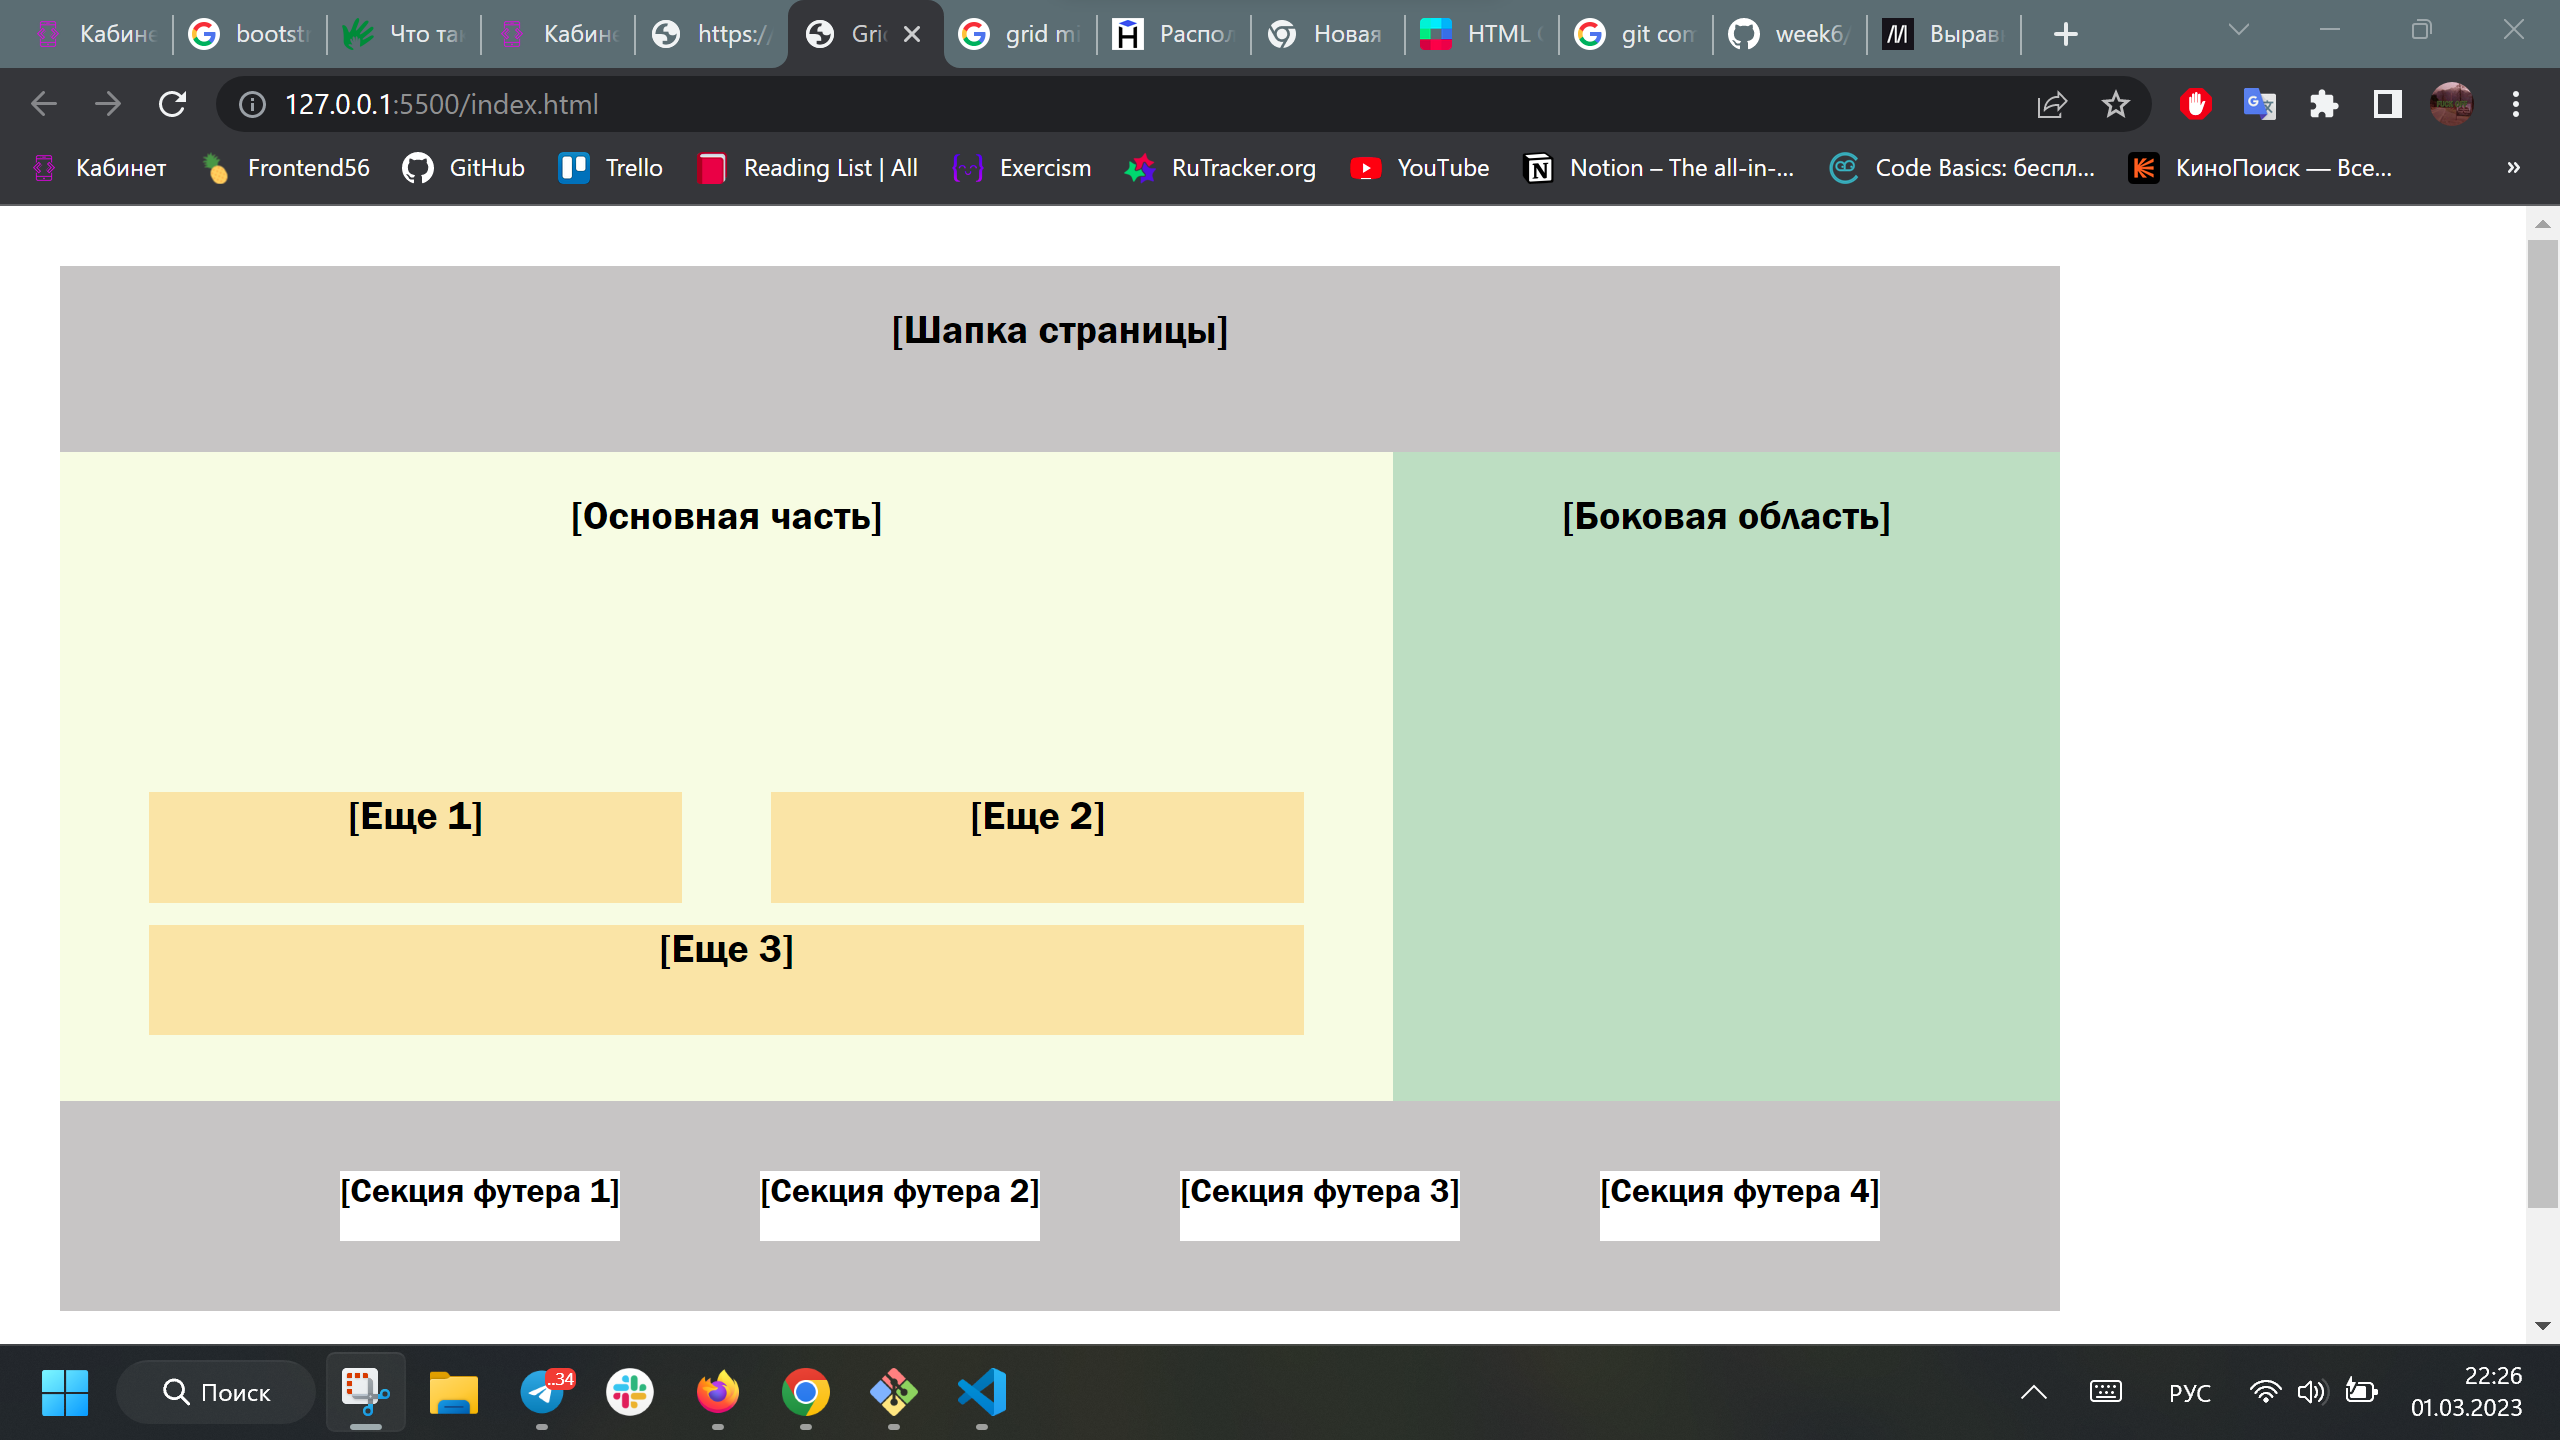 Кабине
bootst
Что та
Кабине
https:/
Gri
grid mi
Распол
Новая
HTML
git com
week6/
Вырав
127.0.0.1:5500/index.html
Кабинет
Frontend56
GitHub
Trello
Reading List | All
Exercism
RuTracker.org
YouTube
Notion – The all-in-...
Code Basics: беспл...
КиноПоиск — Все...
»
[Шапка страницы]
[Основная часть]
[Боковая область]
[Еще 1]
[Еще 2]
[Еще 3]
[Секция футера 1]
[Секция футера 2]
[Секция футера 3]
[Секция футера 4]
Поиск
..34
РУС
22:26
01.03.2023